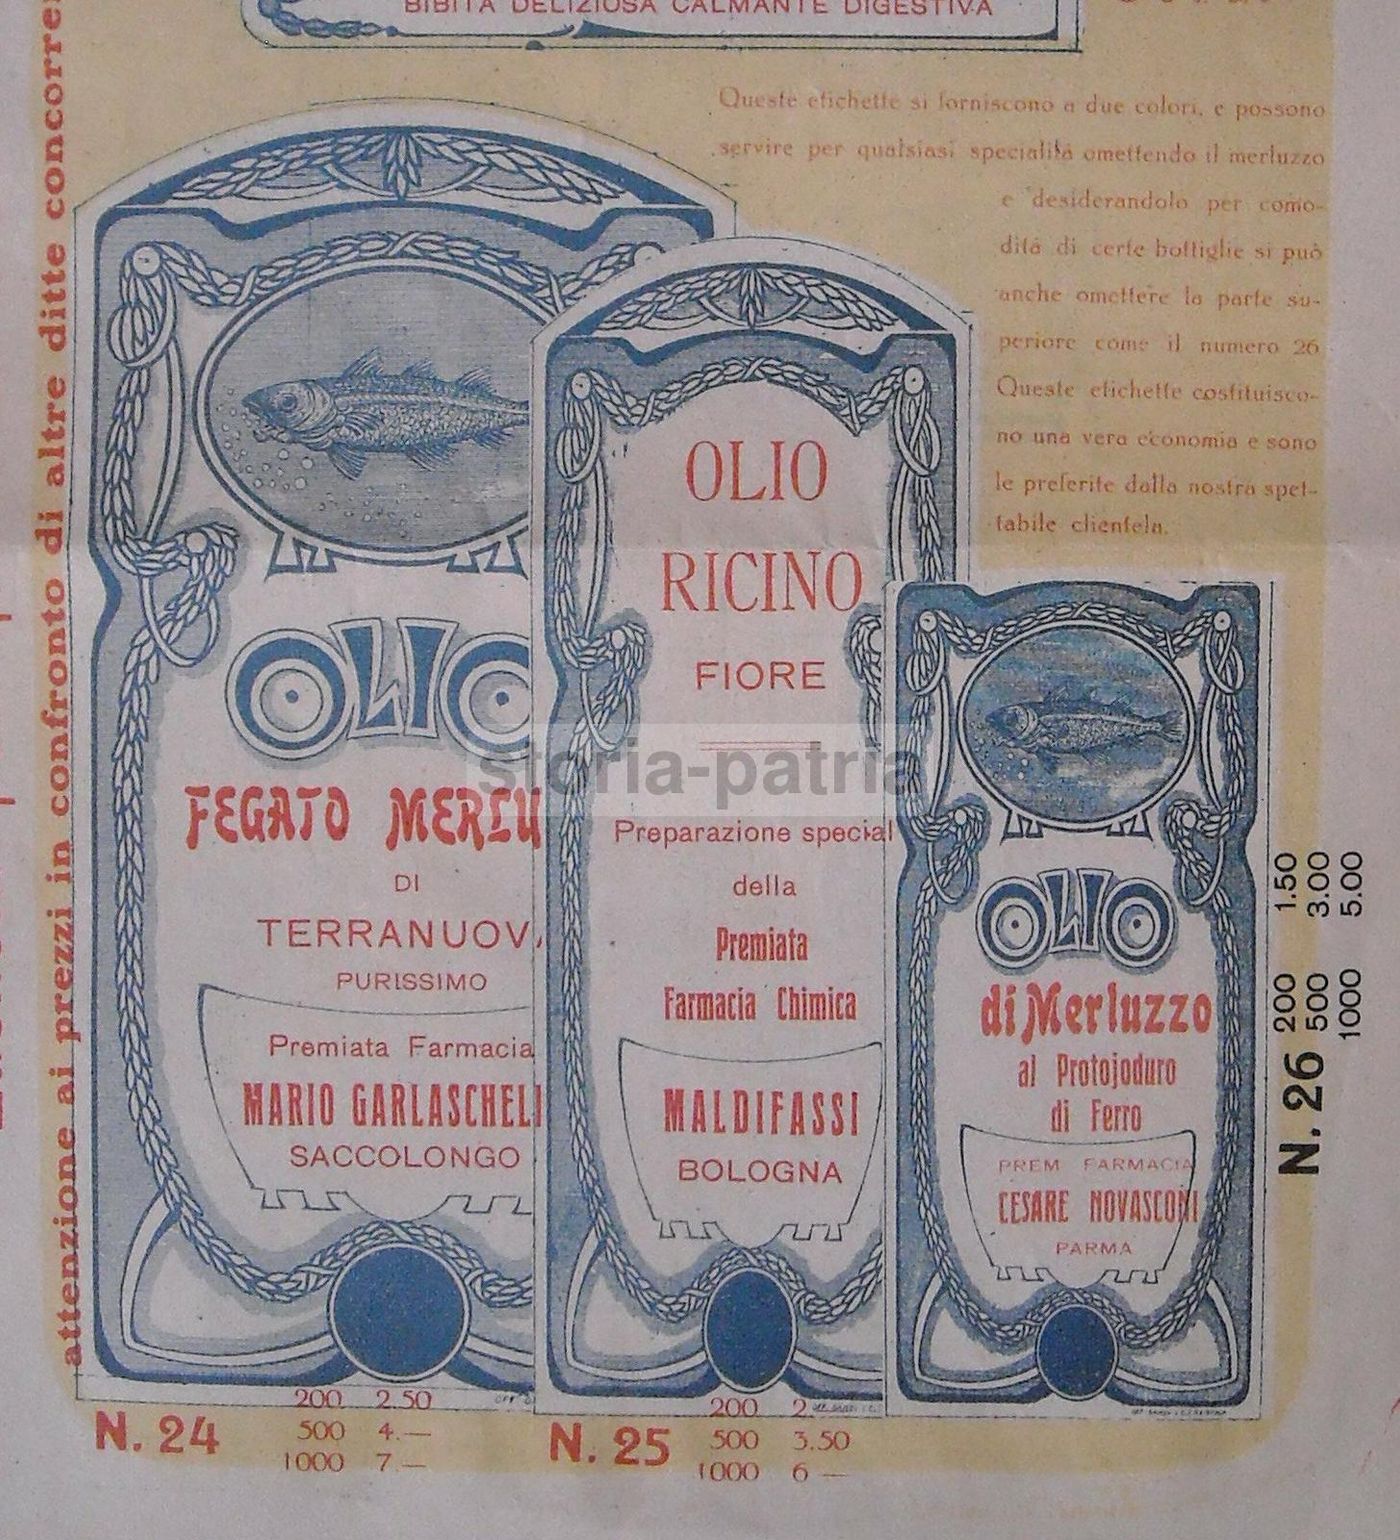 BIBITA DELIZIOSA CALMANTE DIGESTIVA
attenzione ai prezzi in confronto di altre ditte concorre
Queste etichette si forniscono a due colori, e possono
servire per qualsiasi specialità omettendo il merluzzo
e desiderandolo per como-
dità di certe bottiglie si può
anche omettere la parte su-
periore come il numero 26
Queste etichette costituisco-
no una vera economia e sono
le preferite dalla nostra spet-
tabile clientela.
OLIO
FEGATO MERLU
DI
TERRANUOV
PURISSIMO
Premiata Farmacia
MARIO GARLASCHEL
SACCOLONGO
N. 24
200 2.50
500 4.—
1000 7.—
OLIO
RICINO
FIORE
storia-patria
Preparazione special
della
Premiata
Farmacia Chimica
MALDIFASSI
BOLOGNA
N. 25
200 2.
500 3.50
1000 6 —
OLIO
di Merluzzo
al Protojoduro
di Ferro
PREM FARMACIA
CESARE NOVASCONI
PARMA
N. 26
200 1.50
500 3.00
1000 5.00